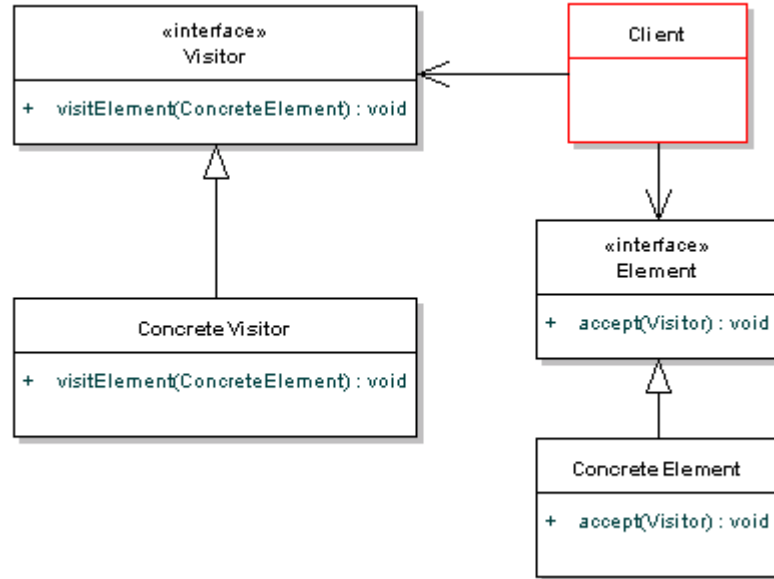 «interface»
Visitor
+ visitElement(ConcreteElement) : void
Client
«interface»
Element
+ accept(Visitor) : void
Concrete Visitor
+ visitElement(ConcreteElement) : void
Concrete Element
+ accept(Visitor) : void